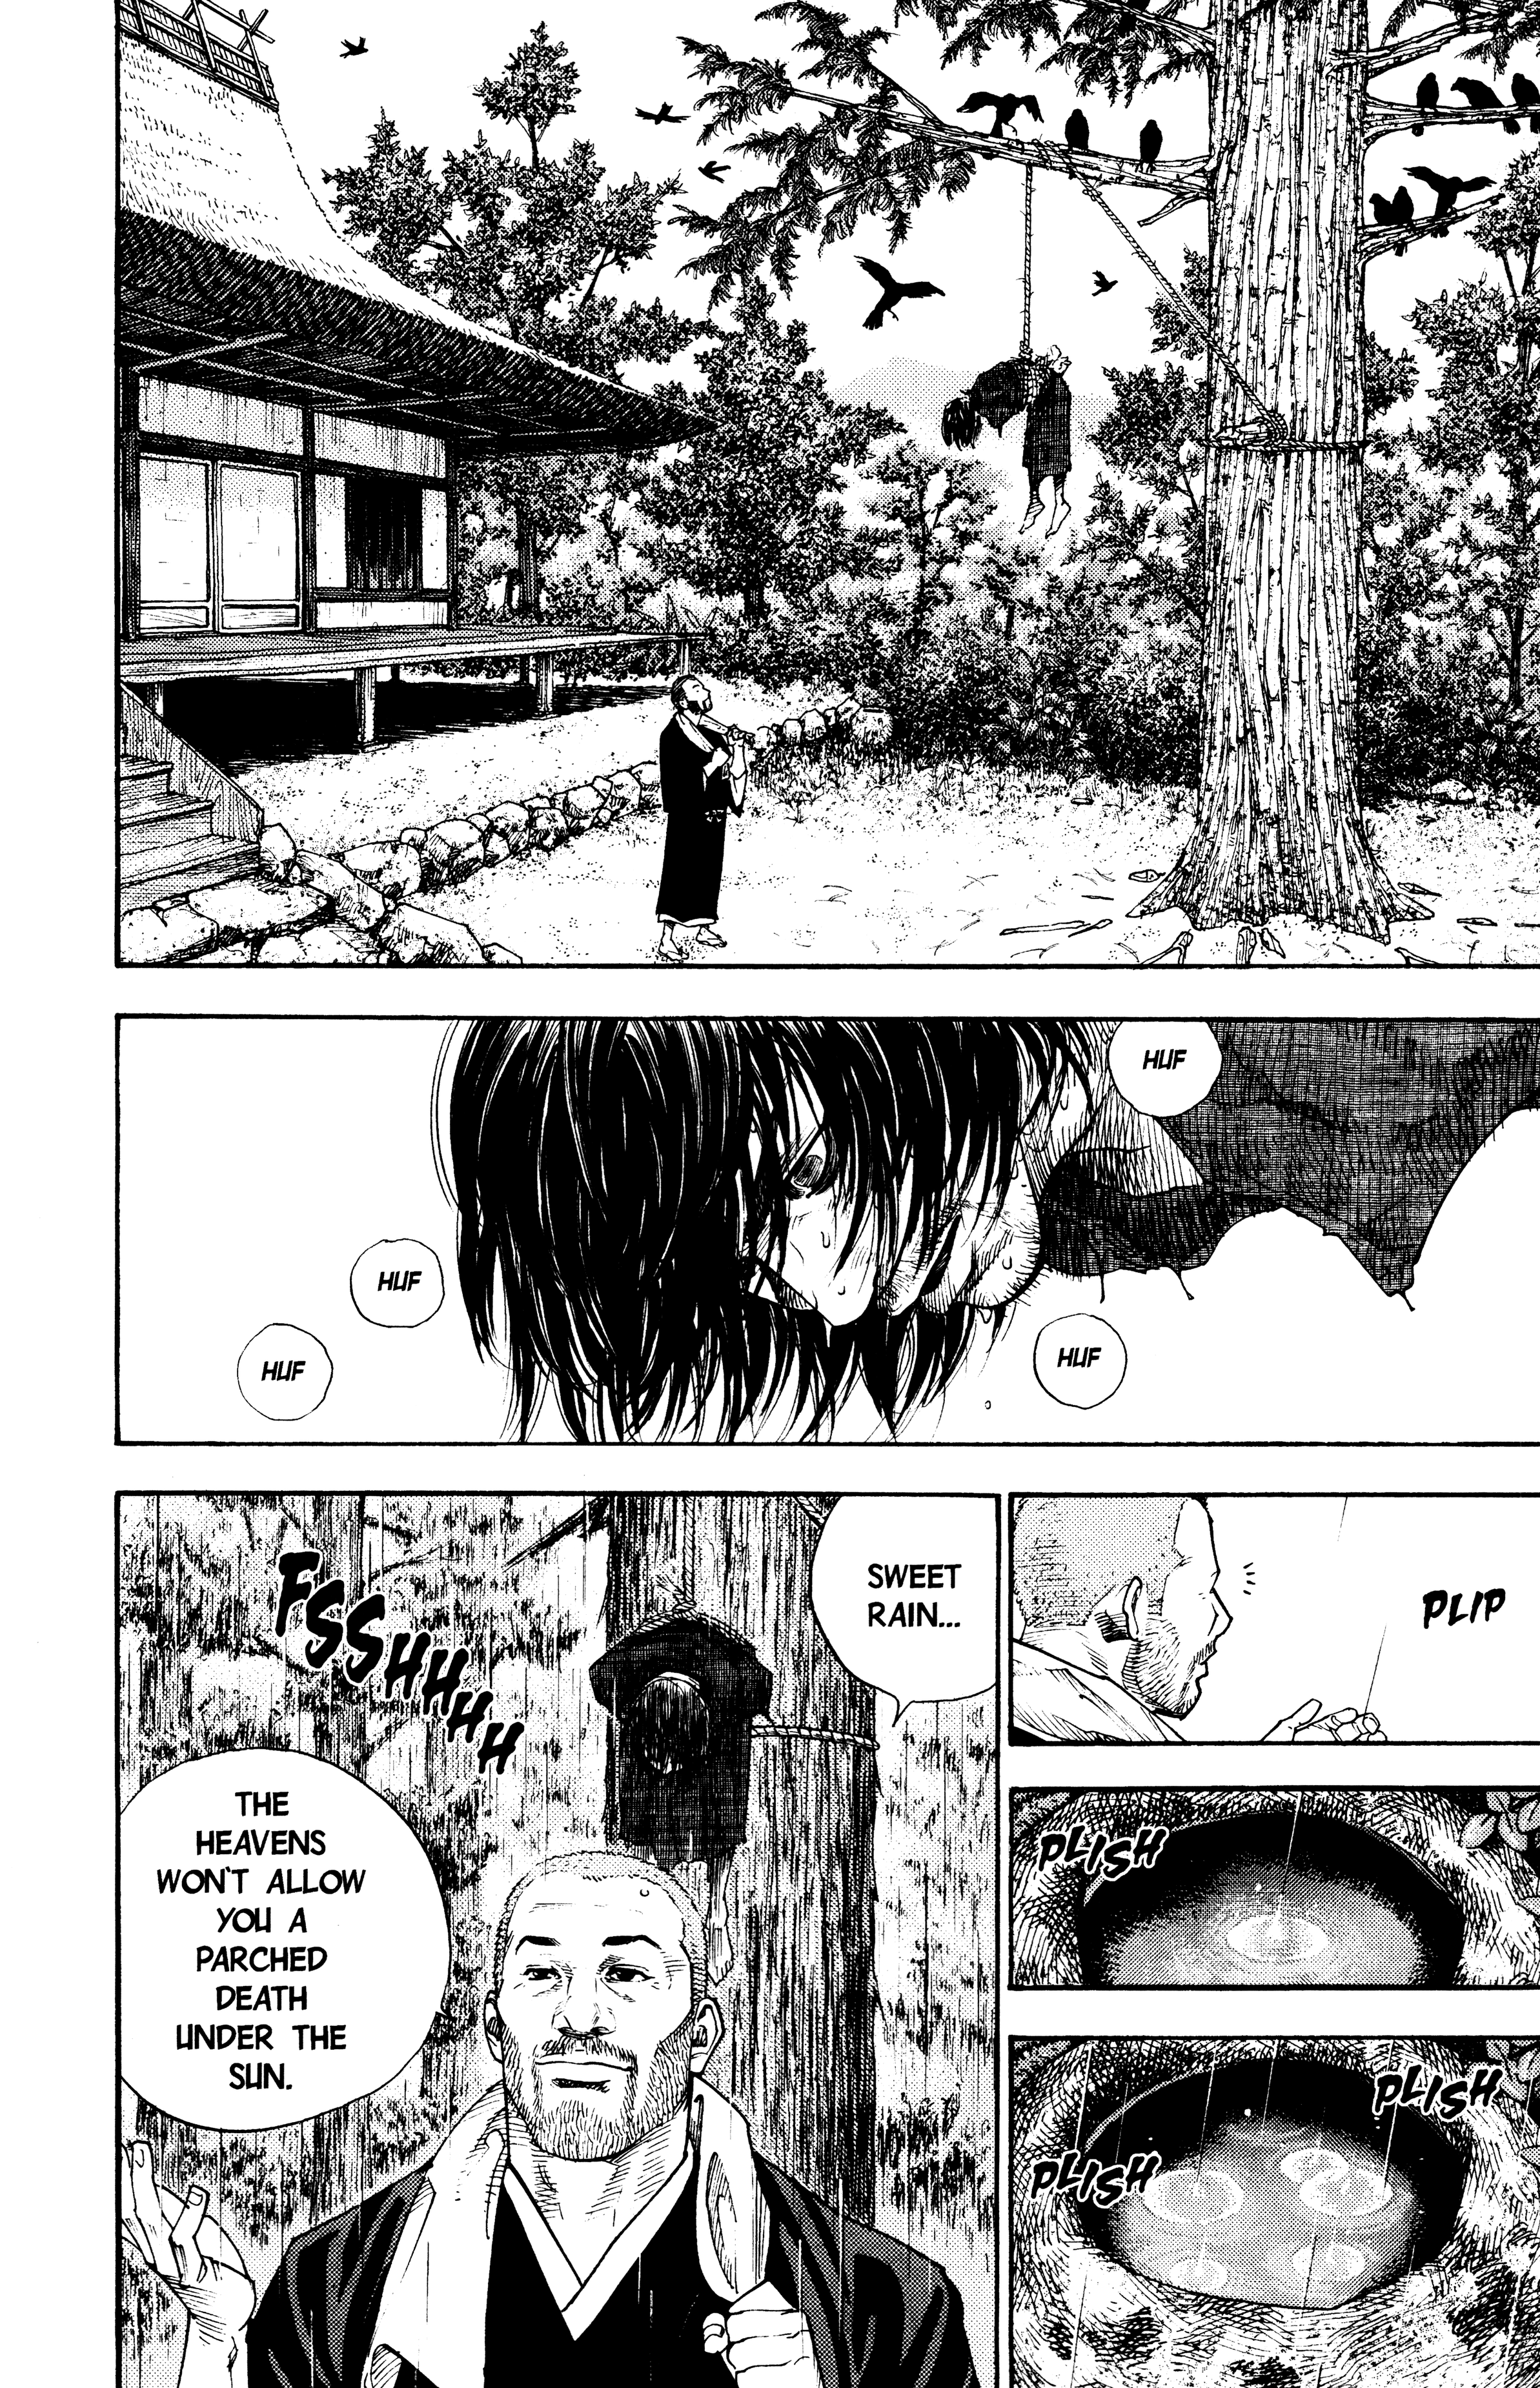 HUF
HUF
HUF
HUF
PLIP
PLISH
PLISH
PLISH
SWEET
RAIN...
FSSHHHH
THE
HEAVENS
WON'T ALLOW
YOU A
PARCHED
DEATH
UNDER THE
SUN.